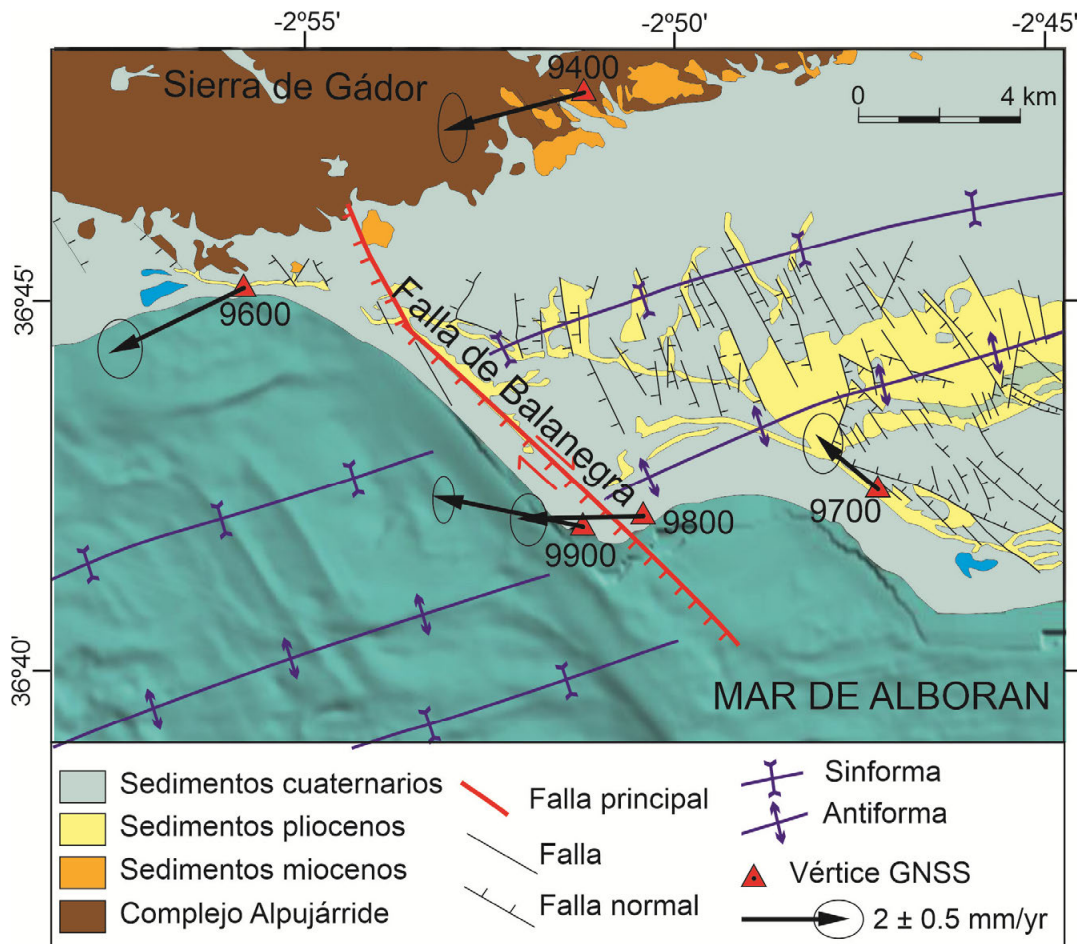 -2º55' -2º50' -2º45'
Sierra de Gádor
9400
0 4 km
36º45'
9600
Falla de Balanegra
9700
9800
9900
36º40'
MAR DE ALBORAN
Sedimentos cuaternarios
Sedimentos pliocenos
Sedimentos miocenos
Complejo Alpujárride
Falla principal
Falla
Falla normal
Sinforma
Antiforma
Vértice GNSS
2 ± 0.5 mm/yr